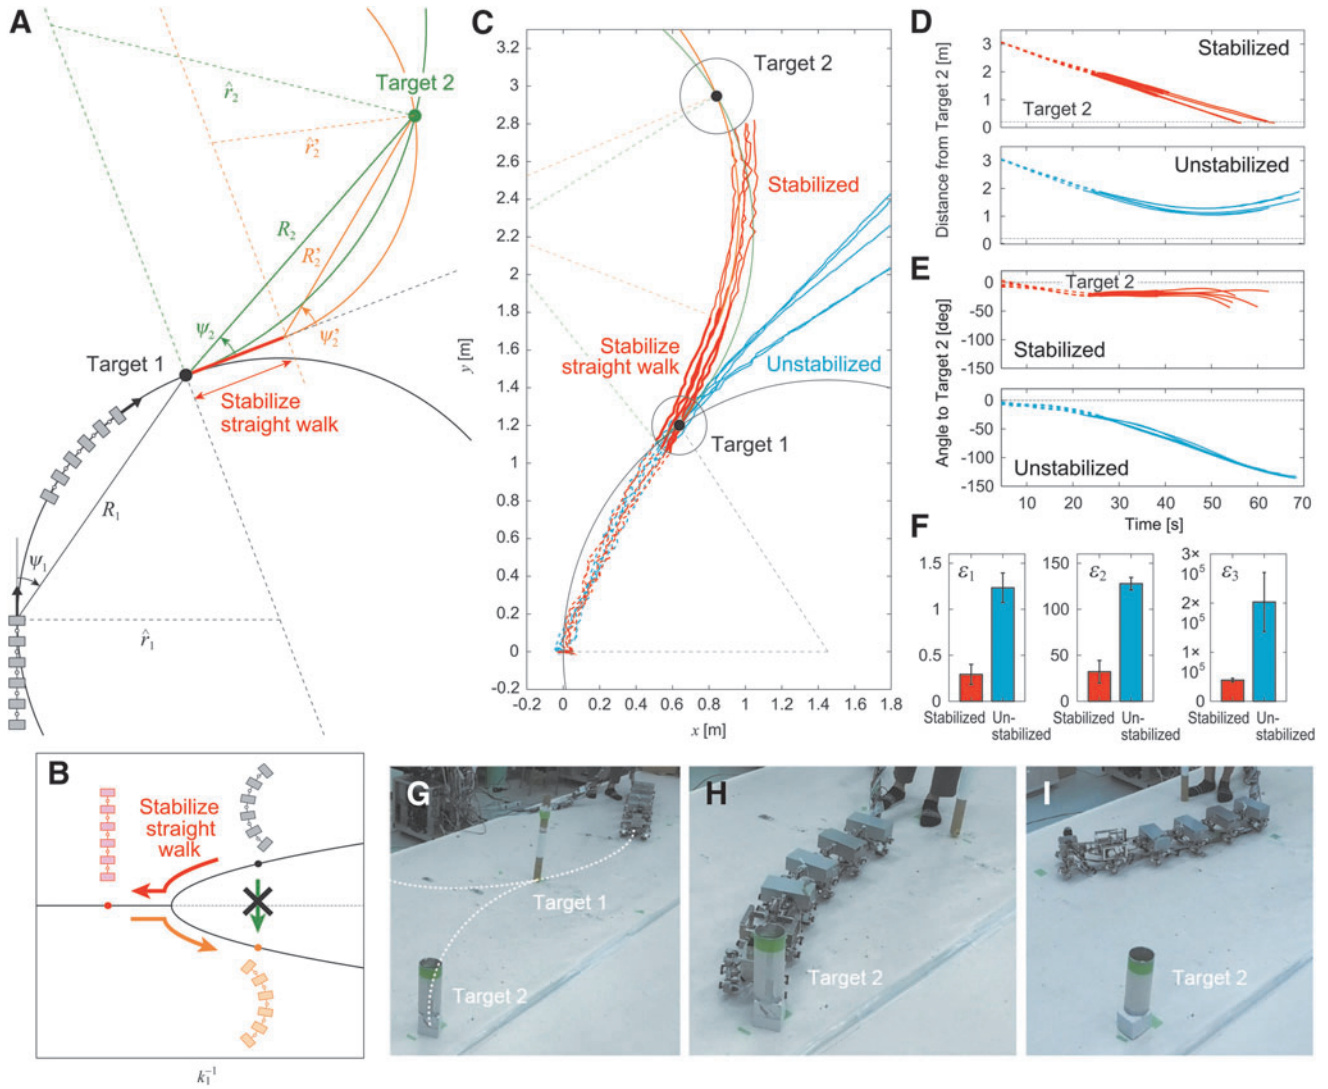 A
Target 2
r̂₂
r̂₂′
R₂
R₂′
ψ₂
ψ₂′
Target 1
Stabilize
straight walk
R₁
ψ₁
r̂₁
B
Stabilize
straight
walk
k₁⁻¹
C
3.2
3
2.8
2.6
2.4
2.2
2
1.8
1.6
1.4
1.2
1
0.8
0.6
0.4
0.2
0
-0.2
y [m]
Target 2
Stabilized
Stabilize
straight walk
Unstabilized
Target 1
-0.2 0 0.2 0.4 0.6 0.8 1 1.2 1.4 1.6 1.8
x [m]
D
Distance from Target 2 [m]
3
2
1
0
Stabilized
Target 2
3
2
1
0
Unstabilized
E
Angle to Target 2 [deg]
0
-50
-100
-150
Target 2
Stabilized
0
-50
-100
-150
Unstabilized
10 20 30 40 50 60 70
Time [s]
F
1.5
1
0.5
0
ε₁
Stabilized Un-
stabilized
150
100
50
0
ε₂
Stabilized Un-
stabilized
3×
10⁵
2×
10⁵
1×
10⁵
0
ε₃
Stabilized Un-
stabilized
G
Target 1
Target 2
H
Target 2
I
Target 2